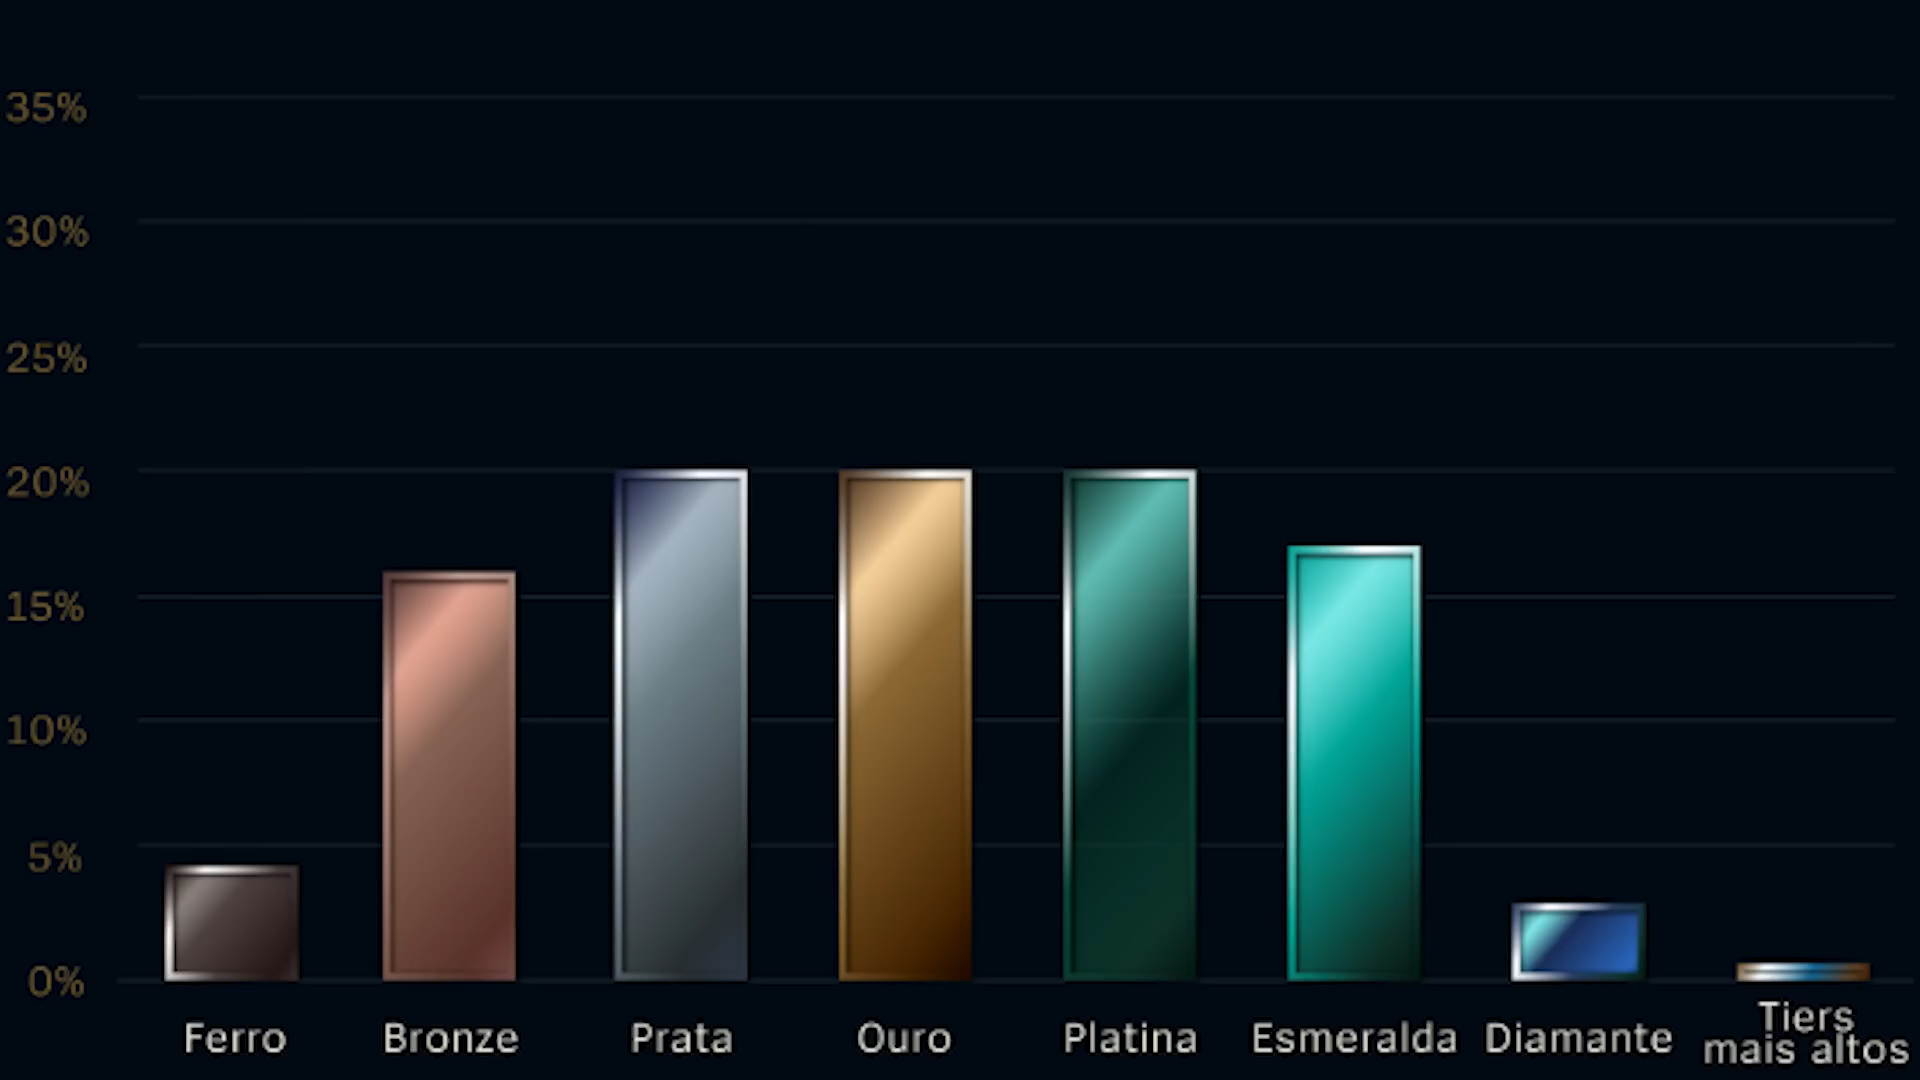 35%
30%
25%
20%
15%
10%
5%
0%
Ferro
Bronze
Prata
Ouro
Platina
Esmeralda
Diamante
Tiers
mais altos